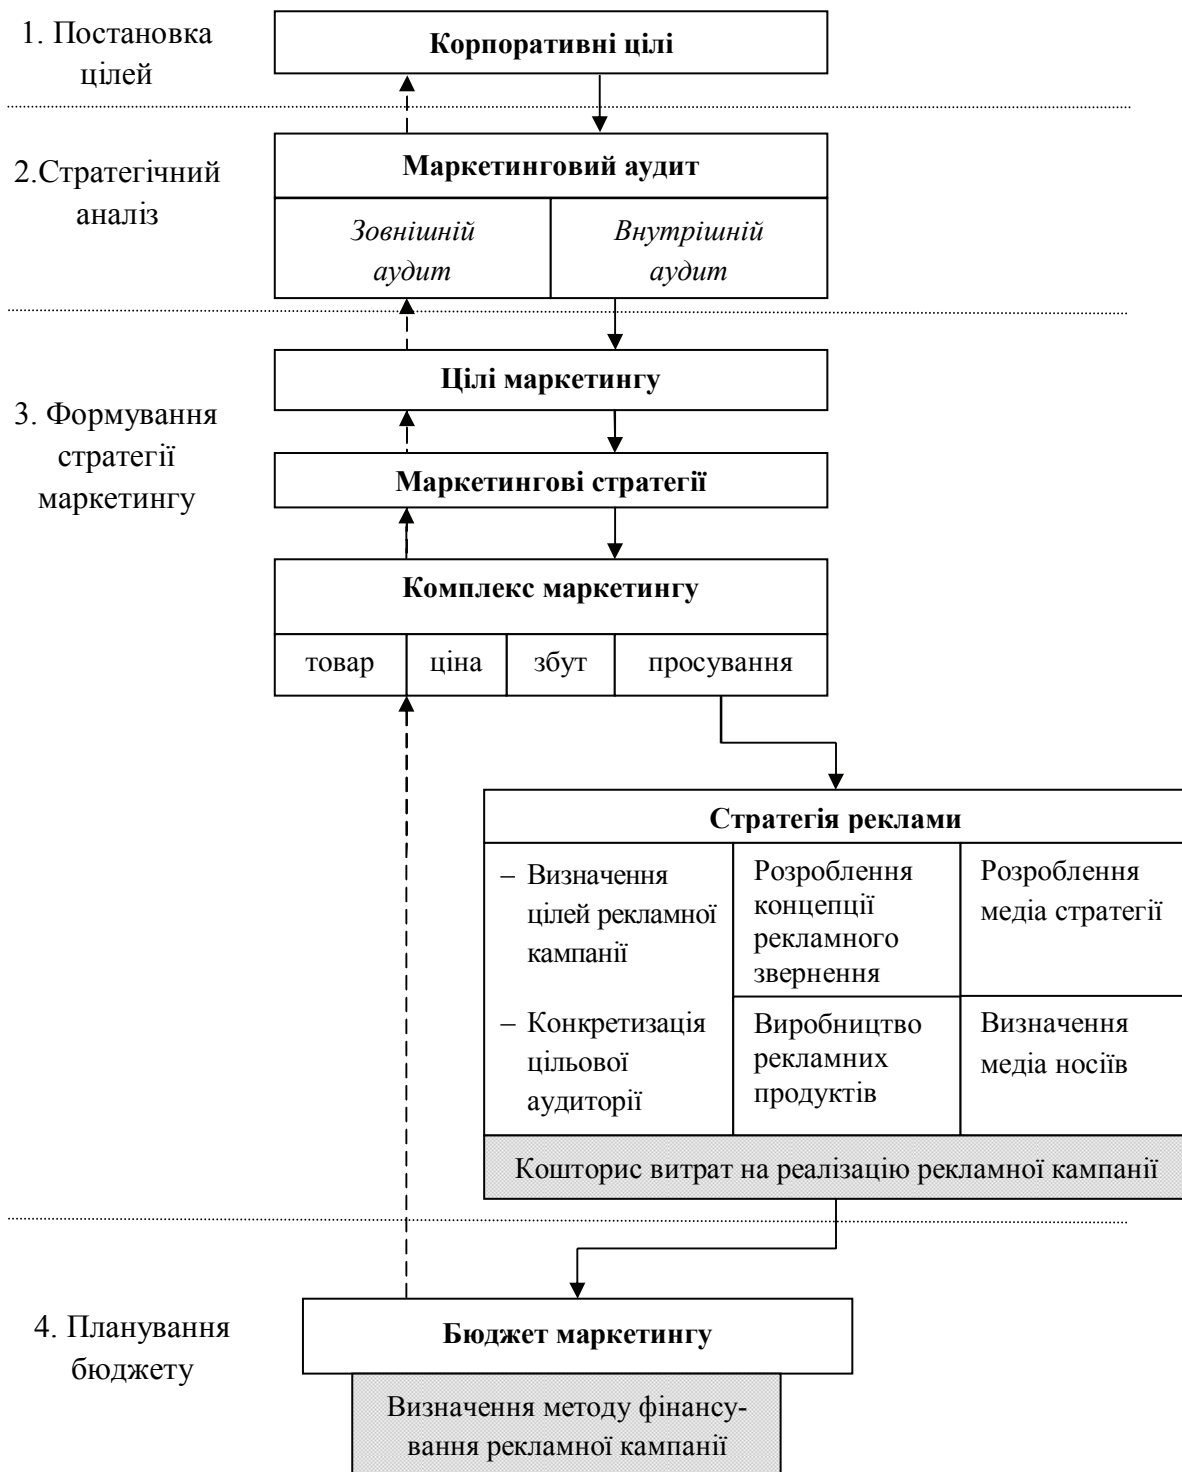 1. Постановка
цілей
Корпоративні цілі
2.Стратегічний
аналіз
Маркетинговий аудит
Зовнішній
аудит
Внутрішній
аудит
3. Формування
стратегії
маркетингу
Цілі маркетингу
Маркетингові стратегії
Комплекс маркетингу
товар
ціна
збут
просування
Стратегія реклами
– Визначення
цілей рекламної
кампанії
– Конкретизація
цільової
аудиторії
Розроблення
концепції
рекламного
звернення
Розроблення
медіа стратегії
Виробництво
рекламних
продуктів
Визначення
медіа носіїв
Кошторис витрат на реалізацію рекламної кампанії
4. Планування
бюджету
Бюджет маркетингу
Визначення методу фінансу-
вання рекламної кампанії